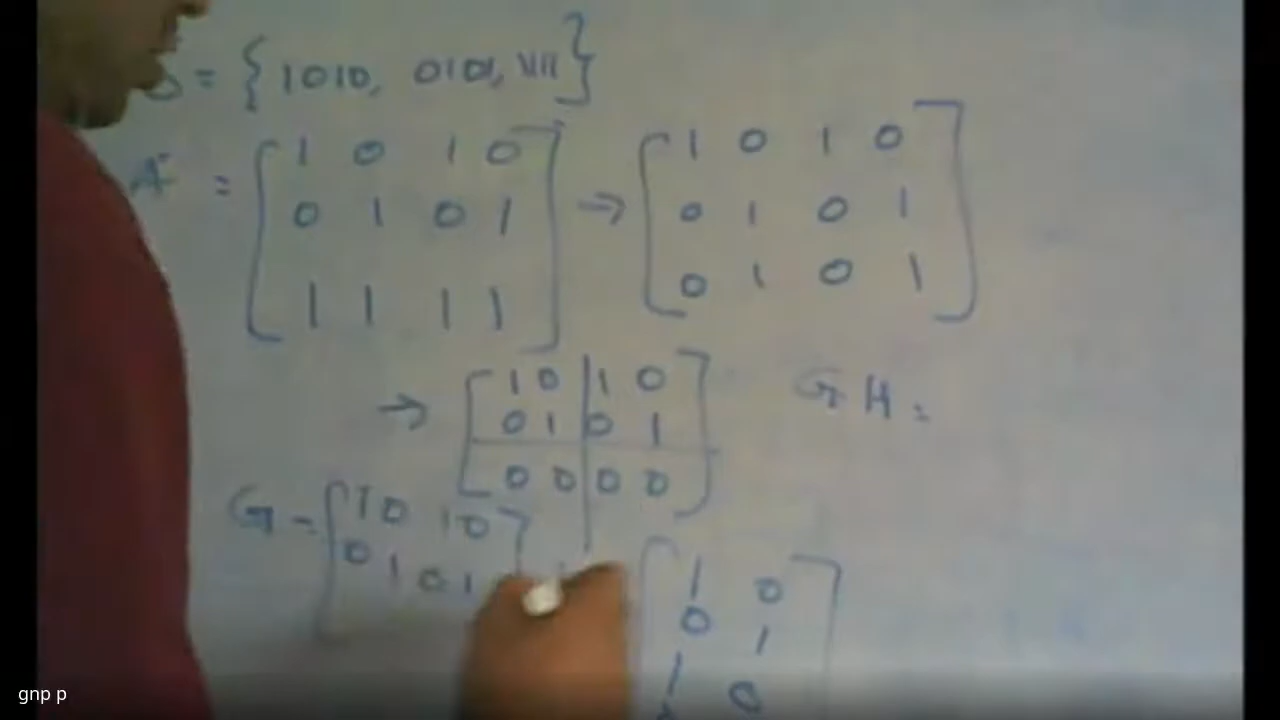 S = {1010, 0101, 1111}
A = [1 0 1 0 → [1 0 1 0
0 1 0 1 0 1 0 1
1 1 1 1] 0 1 0 1]
→ [1 0 | 1 0
0 1 | 0 1
0 0 0 0]
G H =
G = [1 0 1 0
0 1 0 1
[1 0
0 1
1 0
gnp p